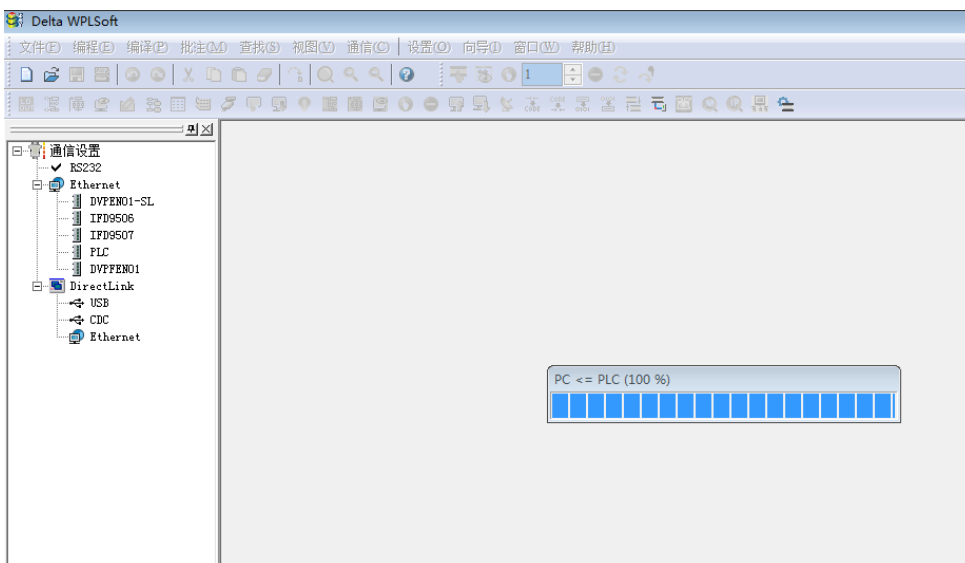 Delta WPLSoft
文件(F) 编程(E) 编译(P) 批注(M) 查找(S) 视图(V) 通信(C) 设置(O) 向导(I) 窗口(W) 帮助(H)
1
通信设置
RS232
Ethernet
DVPEN01-SL
IFD9506
IFD9507
PLC
DVPFEN01
DirectLink
USB
CDC
Ethernet
PC <= PLC (100 %)